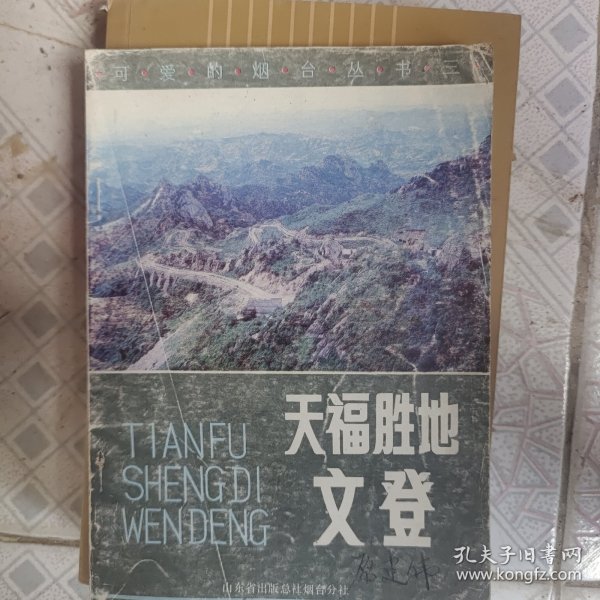 可·爱·的·烟·台·丛·书·三
天福胜地
文登
TIANFU
SHENGDI
WENDENG
山东省出版总社烟台分社
孔夫子旧书网
www.kongfz.com